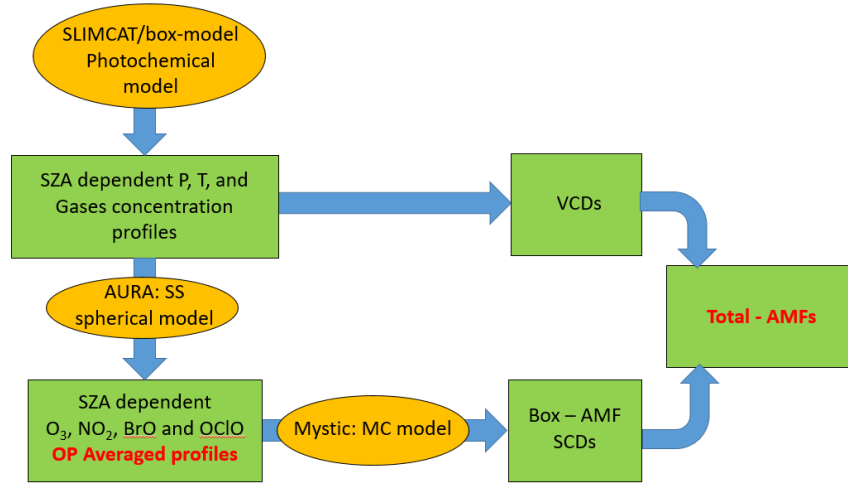 SLIMCAT/box-model
Photochemical
model
SZA dependent P, T, and
Gases concentration
profiles
VCDs
AURA: SS
spherical model
Total - AMFs
SZA dependent
O₃, NO₂, BrO and OClO
OP Averaged profiles
Mystic: MC model
Box – AMF
SCDs